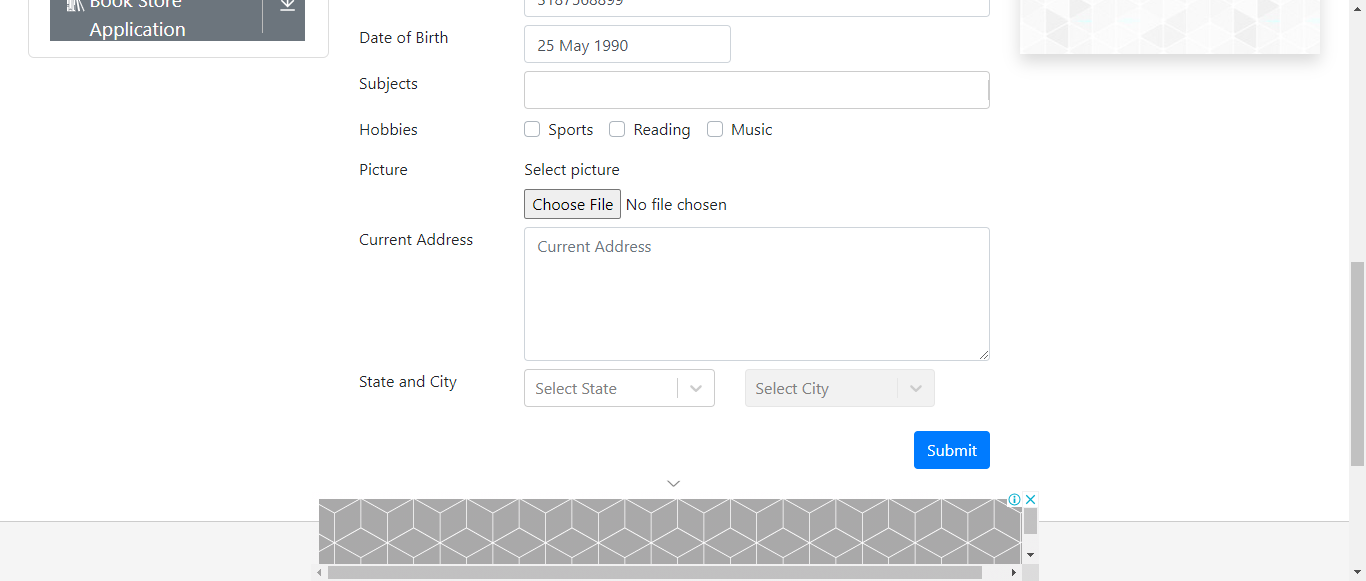 Book Store
Application
3187568899
Date of Birth
25 May 1990
Subjects
Hobbies
Sports
Reading
Music
Picture
Select picture
Choose File
No file chosen
Current Address
Current Address
State and City
Select State
Select City
Submit